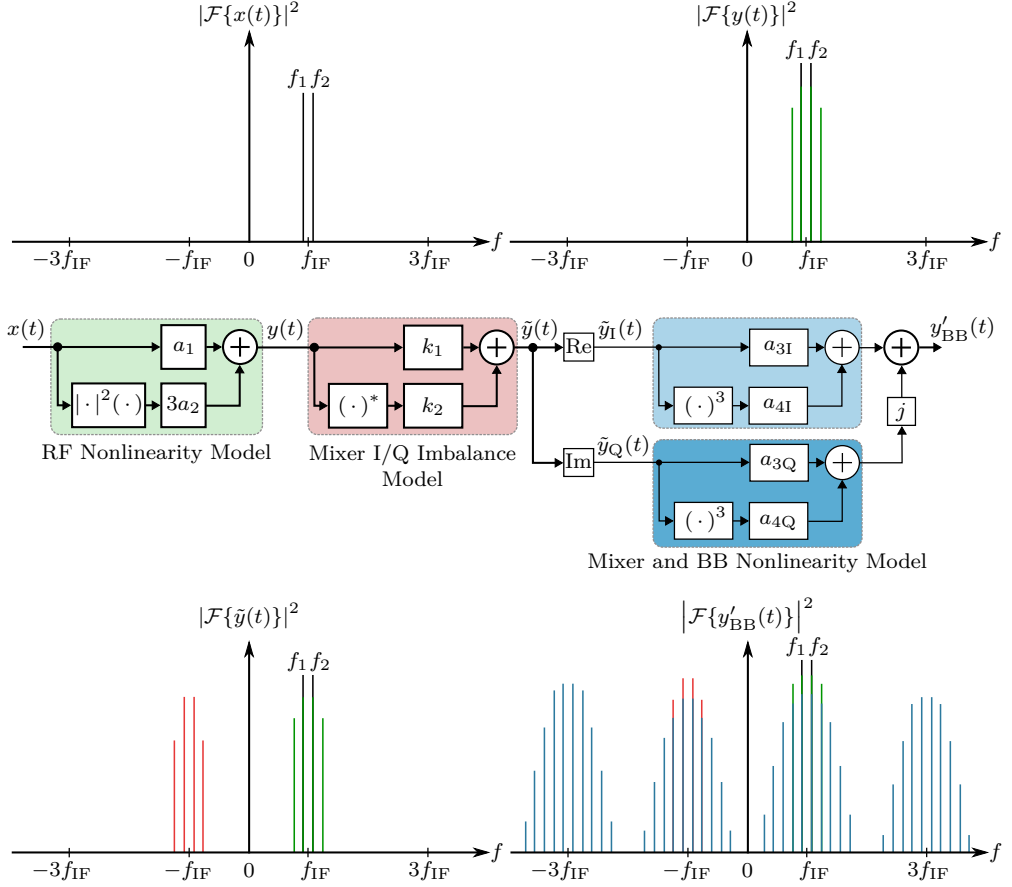 |ℱ{x(t)}|²
|ℱ{y(t)}|²
f₁ f₂
f₁ f₂
−3f_IF −f_IF 0 f_IF 3f_IF f
−3f_IF −f_IF 0 f_IF 3f_IF f
x(t)
a₁
|·|²(·)
3a₂
RF Nonlinearity Model
y(t)
k₁
(·)*
k₂
Mixer I/Q Imbalance
Model
ỹ(t)
Re
ỹ_I(t)
a_3I
(·)³
a_4I
Im
ỹ_Q(t)
a_3Q
(·)³
a_4Q
Mixer and BB Nonlinearity Model
j
y′_BB(t)
|ℱ{ỹ(t)}|²
|ℱ{y′_BB(t)}|²
f₁ f₂
f₁ f₂
−3f_IF −f_IF 0 f_IF 3f_IF f
−3f_IF −f_IF 0 f_IF 3f_IF f